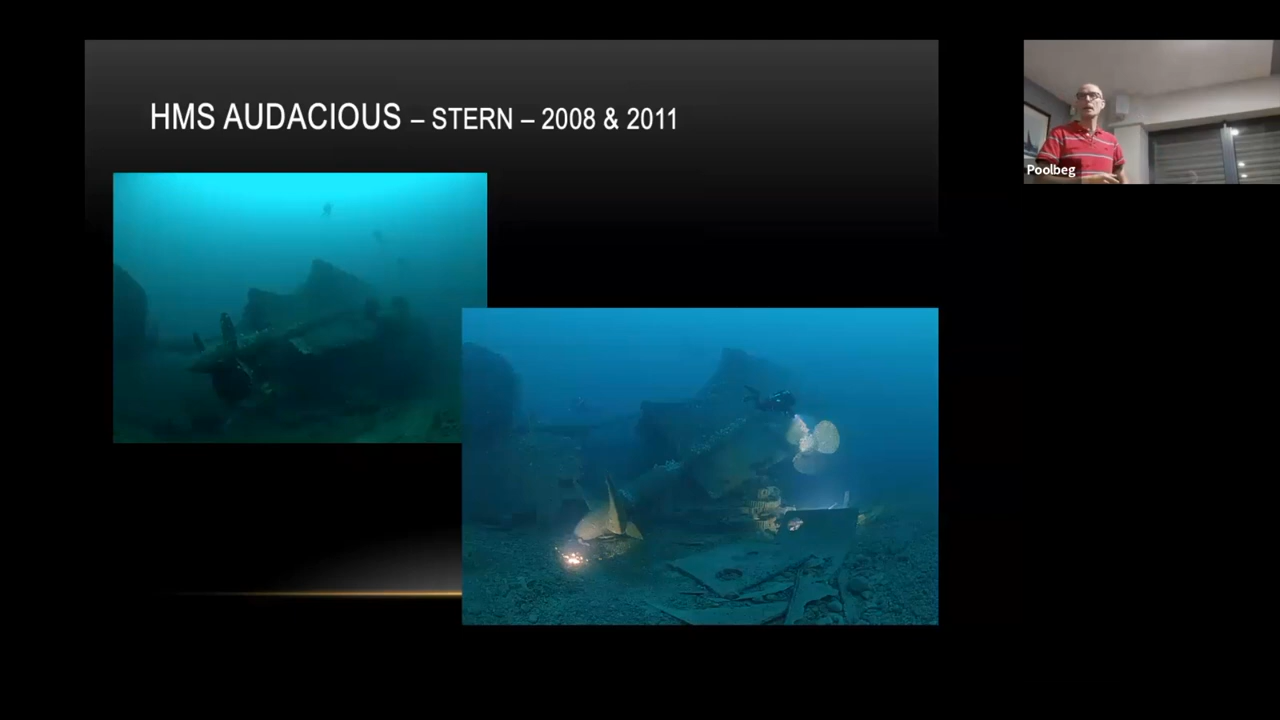 HMS AUDACIOUS – STERN – 2008 & 2011
Poolbeg